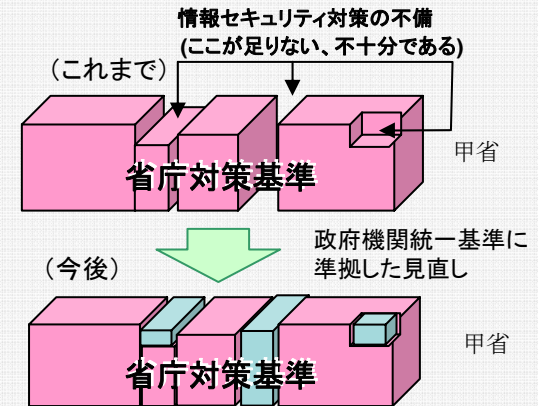 情報セキュリティ対策の不備
(ここが足りない、不十分である)
（これまで）
甲省
省庁対策基準
政府機関統一基準に
準拠した見直し
（今後）
甲省
省庁対策基準